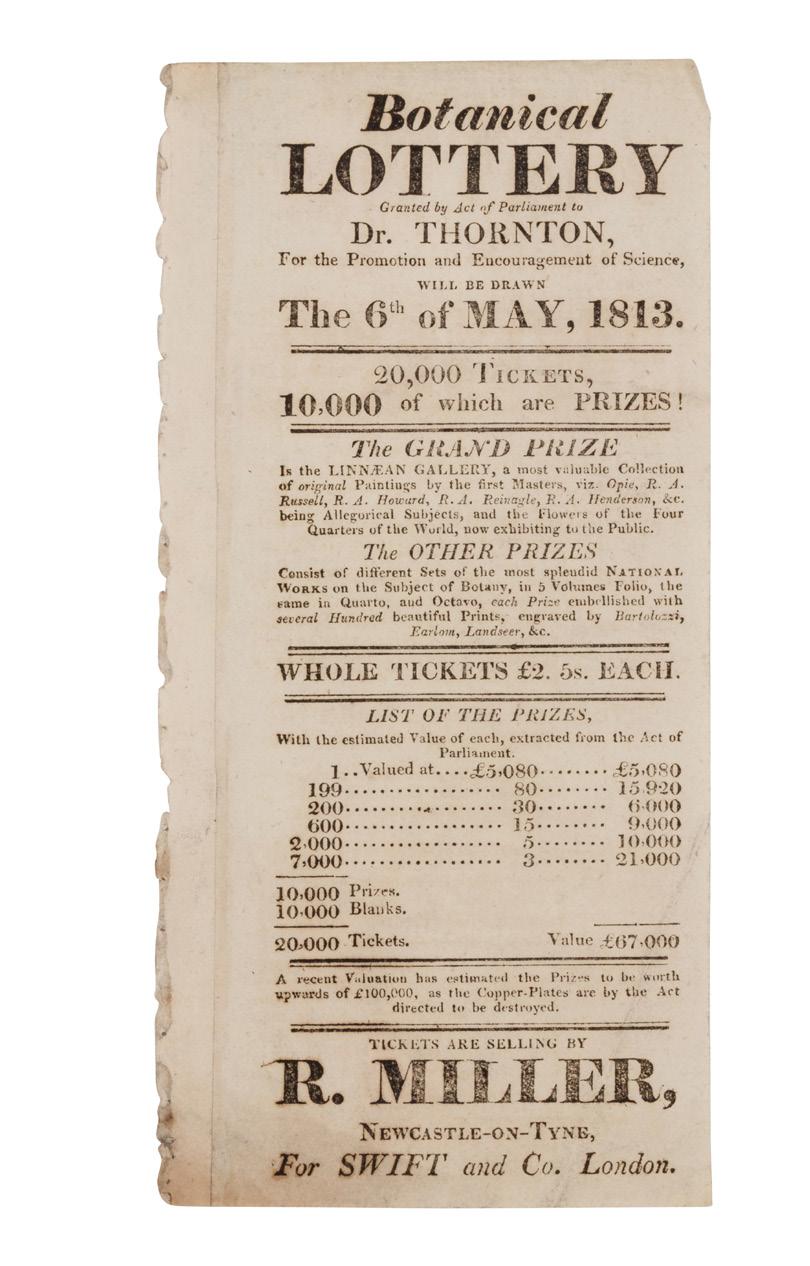 Botanical
LOTTERY
Granted by Act of Parliament to
Dr. THORNTON,
For the Promotion and Encouragement of Science,
WILL BE DRAWN
The 6th of MAY, 1813.
20,000 TICKETS,
10,000 of which are PRIZES!
The GRAND PRIZE
Is the LINNÆAN GALLERY, a most valuable Collection
of original Paintings by the first Masters, viz. Opie, R. A.
Russell, R. A. Howard, R. A. Reinagle, R. A. Henderson, &c.
being Allegorical Subjects, and the Flowers of the Four
Quarters of the World, now exhibiting to the Public.
The OTHER PRIZES
Consist of different Sets of the most splendid NATIONAL
WORKS on the Subject of Botany, in 5 Volumes Folio, the
same in Quarto, and Octavo, each Prize embellished with
several Hundred beautiful Prints, engraved by Bartolozzi,
Earlom, Landseer, &c.
WHOLE TICKETS £2. 5s. EACH.
LIST OF THE PRIZES,
With the estimated Value of each, extracted from the Act of
Parliament.
1..Valued at....£5,080........ £5,080
199.................. 80........ 15,920
200.................. 30........ 6,000
600.................. 15........ 9,000
2,000.................. 5........ 10,000
7,000.................. 3........ 21,000
10,000 Prizes.
10,000 Blanks.
20,000 Tickets. Value £67,000
A recent Valuation has estimated the Prizes to be worth
upwards of £100,000, as the Copper-Plates are by the Act
directed to be destroyed.
TICKETS ARE SELLING BY
R. MILLER,
NEWCASTLE-ON-TYNE,
For SWIFT and Co. London.